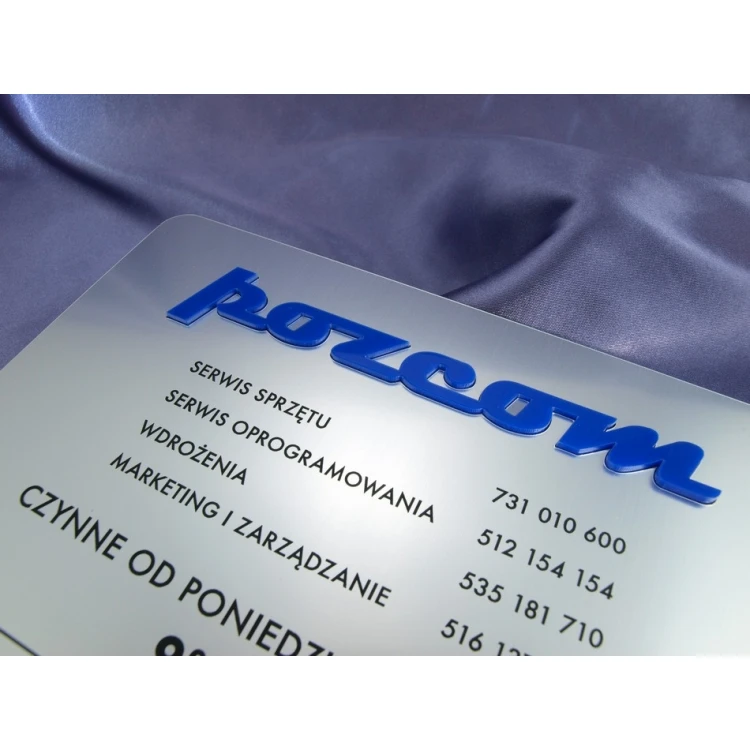 pozcom
SERWIS SPRZĘTU 731 010 600
SERWIS OPROGRAMOWANIA 512 154 154
WDROŻENIA 535 181 710
MARKETING I ZARZĄDZANIE 516
CZYNNE OD